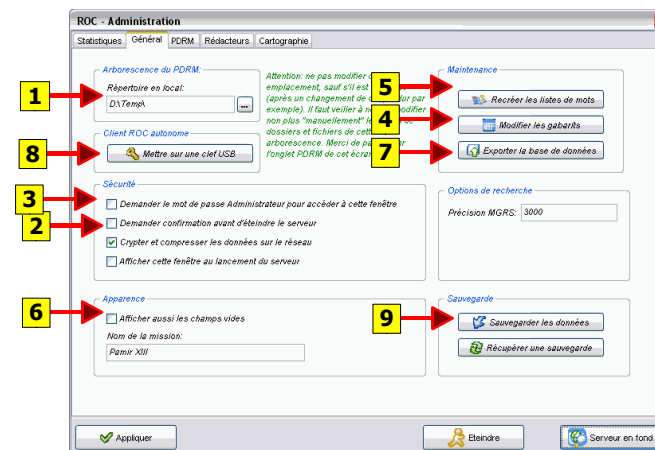 ROC - Administration
Statistiques Général PDRM Rédacteurs Cartographie
Arborescence du PDRM:
Répertoire en local:
D:\Temp\
...
Attention: ne pas modifier
emplacement, sauf s'il est
(après un changement de par
exemple). Il faut veiller à modifier
non plus "manuellement"
dossiers et fichiers de
arborescence. Merci de
l'onglet PDRM de cet
Maintenance
Recréer les listes de mots
Modifier les gabarits
Exporter la base de données
Client ROC autonome
Mettre sur une clef USB
Sécurité
Demander le mot de passe Administrateur pour accéder à cette fenêtre
Demander confirmation avant d'éteindre le serveur
Crypter et compresser les données sur le réseau
Afficher cette fenêtre au lancement du serveur
Options de recherche
Précision MGRS: 3000
Apparence
Afficher aussi les champs vides
Nom de la mission:
Pamir XIII
Sauvegarde
Sauvegarder les données
Récupérer une sauvegarde
Appliquer
Eteindre
Serveur en fond
1
8
3
2
6
5
4
7
9